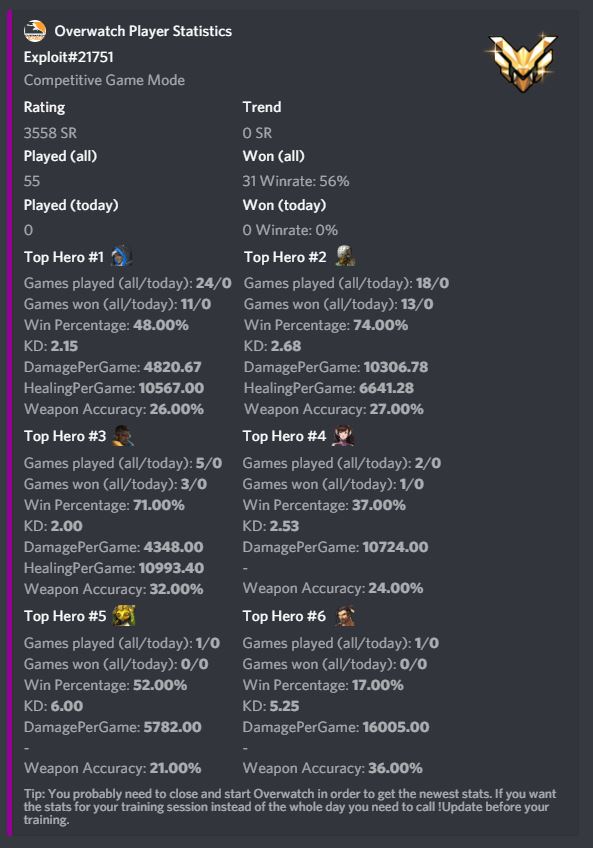 Overwatch Player Statistics
Exploit#21751
Competitive Game Mode
Rating
Trend
3558 SR
0 SR
Played (all)
Won (all)
55
31 Winrate: 56%
Played (today)
Won (today)
0
0 Winrate: 0%
Top Hero #1
Games played (all/today): 24/0
Games won (all/today): 11/0
Win Percentage: 48.00%
KD: 2.15
DamagePerGame: 4820.67
HealingPerGame: 10567.00
Weapon Accuracy: 26.00%
Top Hero #2
Games played (all/today): 18/0
Games won (all/today): 13/0
Win Percentage: 74.00%
KD: 2.68
DamagePerGame: 10306.78
HealingPerGame: 6641.28
Weapon Accuracy: 27.00%
Top Hero #3
Games played (all/today): 5/0
Games won (all/today): 3/0
Win Percentage: 71.00%
KD: 2.00
DamagePerGame: 4348.00
HealingPerGame: 10993.40
Weapon Accuracy: 32.00%
Top Hero #4
Games played (all/today): 2/0
Games won (all/today): 1/0
Win Percentage: 37.00%
KD: 2.53
DamagePerGame: 10724.00
-
Weapon Accuracy: 24.00%
Top Hero #5
Games played (all/today): 1/0
Games won (all/today): 0/0
Win Percentage: 52.00%
KD: 6.00
DamagePerGame: 5782.00
-
Weapon Accuracy: 21.00%
Top Hero #6
Games played (all/today): 1/0
Games won (all/today): 0/0
Win Percentage: 17.00%
KD: 5.25
DamagePerGame: 16005.00
-
Weapon Accuracy: 36.00%
Tip: You probably need to close and start Overwatch in order to get the newest stats. If you want
the stats for your training session instead of the whole day you need to call !Update before your
training.